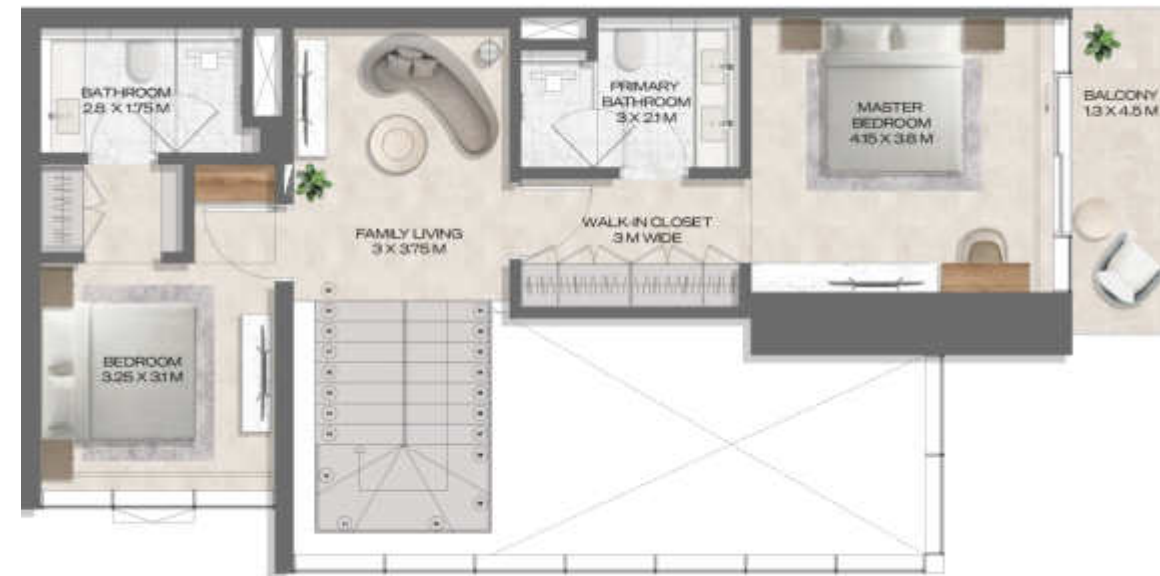 BATHROOM
2.8 X 1.75 M
PRIMARY
BATHROOM
3 X 2.1 M
MASTER
BEDROOM
4.15 X 3.8 M
BALCONY
1.3 X 4.5 M
FAMILY LIVING
3 X 3.75 M
WALK-IN CLOSET
3 M WIDE
BEDROOM
3.25 X 3.1 M